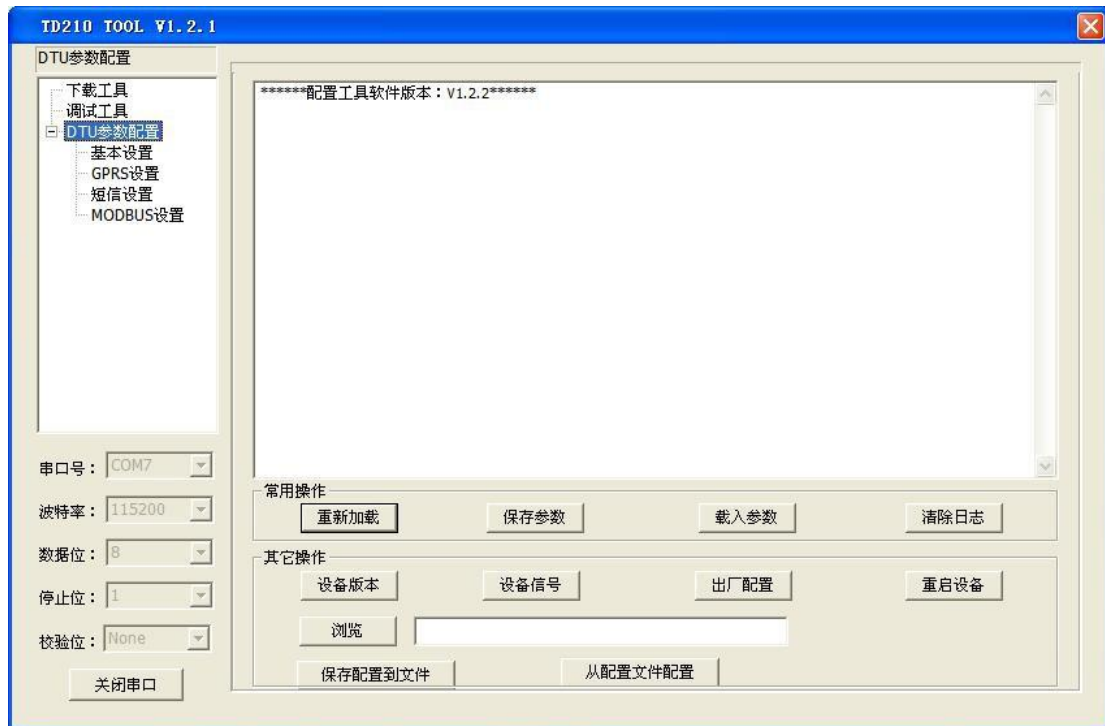 TD210 TOOL V1.2.1
DTU参数配置
下载工具
调试工具
DTU参数配置
基本设置
GPRS设置
短信设置
MODBUS设置
******配置工具软件版本：V1.2.2******
串口号： COM7
波特率： 115200
数据位： 8
停止位： 1
校验位： None
关闭串口
常用操作
重新加载 保存参数 载入参数 清除日志
其它操作
设备版本 设备信号 出厂配置 重启设备
浏览
保存配置到文件 从配置文件配置